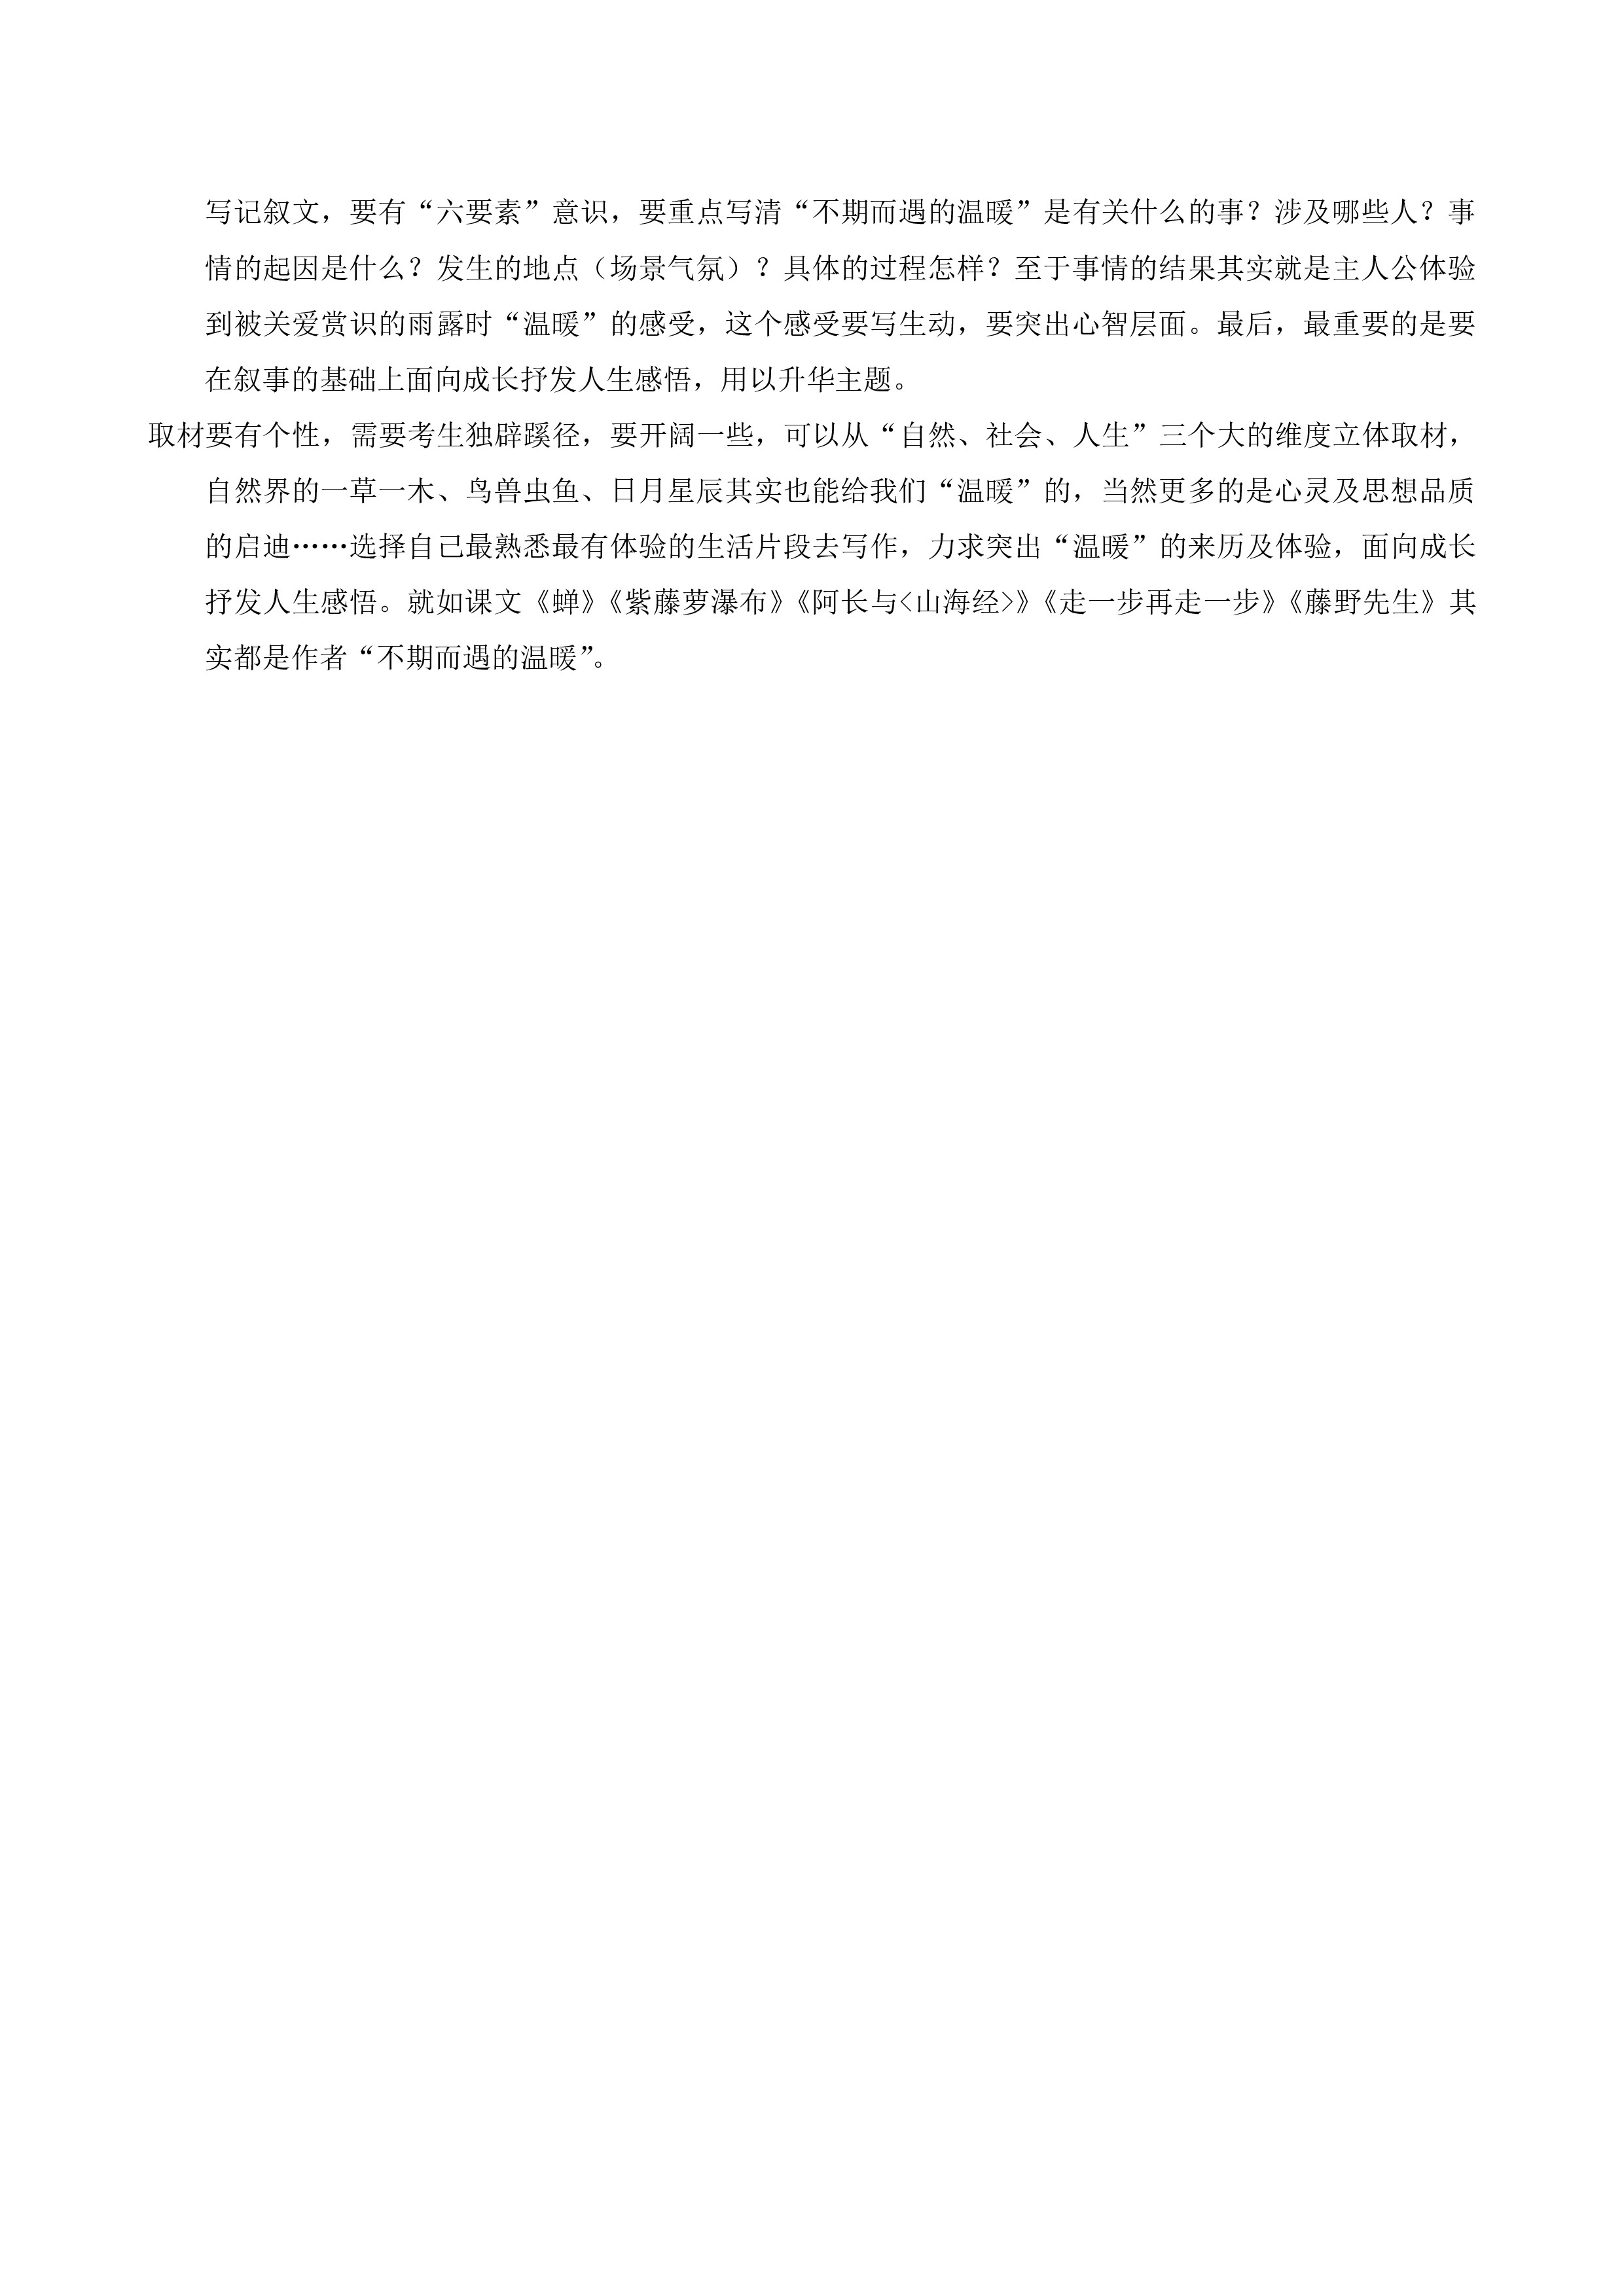 写记叙文，要有“六要素”意识，要重点写清“不期而遇的温暖”是有关什么的事？涉及哪些人？事
情的起因是什么？发生的地点（场景气氛）？具体的过程怎样？至于事情的结果其实就是主人公体验
到被关爱赏识的雨露时“温暖”的感受，这个感受要写生动，要突出心智层面。最后，最重要的是要
在叙事的基础上面向成长抒发人生感悟，用以升华主题。
取材要有个性，需要考生独辟蹊径，要开阔一些，可以从“自然、社会、人生”三个大的维度立体取材，
自然界的一草一木、鸟兽虫鱼、日月星辰其实也能给我们“温暖”的，当然更多的是心灵及思想品质
的启迪……选择自己最熟悉最有体验的生活片段去写作，力求突出“温暖”的来历及体验，面向成长
抒发人生感悟。就如课文《蝉》《紫藤萝瀑布》《阿长与<山海经>》《走一步再走一步》《藤野先生》其
实都是作者“不期而遇的温暖”。